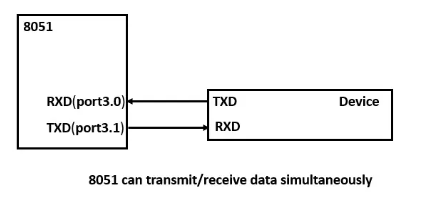 8051
RXD(port3.0) TXD Device
TXD(port3.1) RXD
8051 can transmit/receive data simultaneously